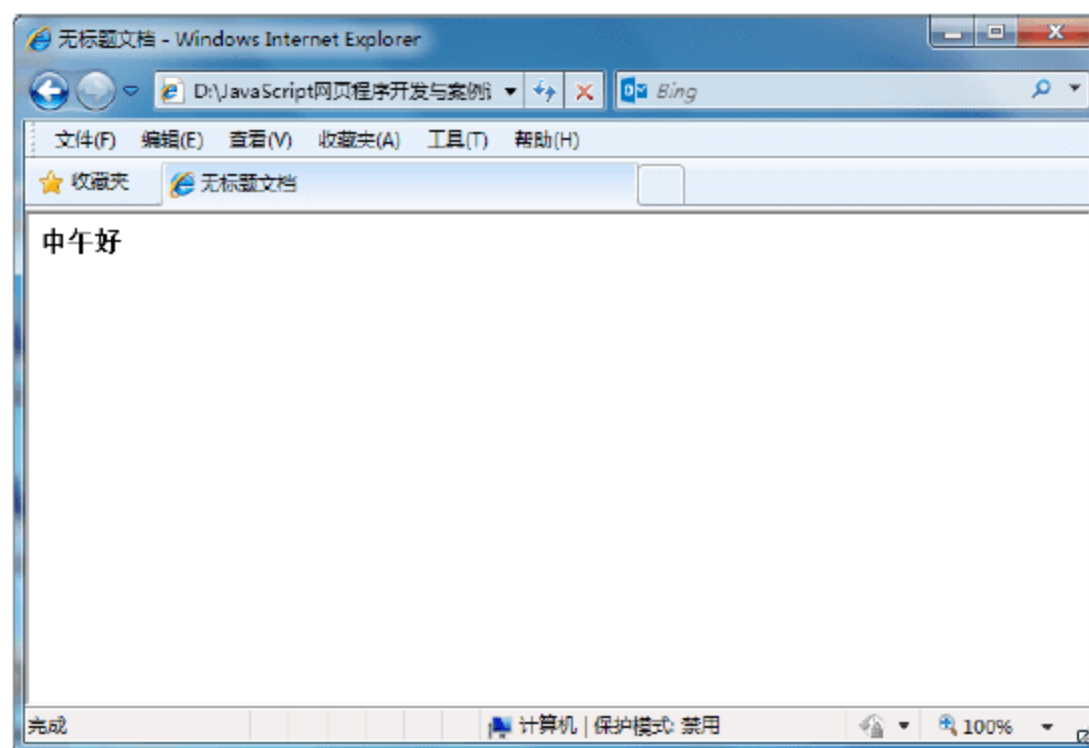 无标题文档 - Windows Internet Explorer
D:\JavaScript网页程序开发与案例 Bing
文件(F) 编辑(E) 查看(V) 收藏夹(A) 工具(T) 帮助(H)
收藏夹 无标题文档
中午好
完成 计算机 | 保护模式: 禁用 100%